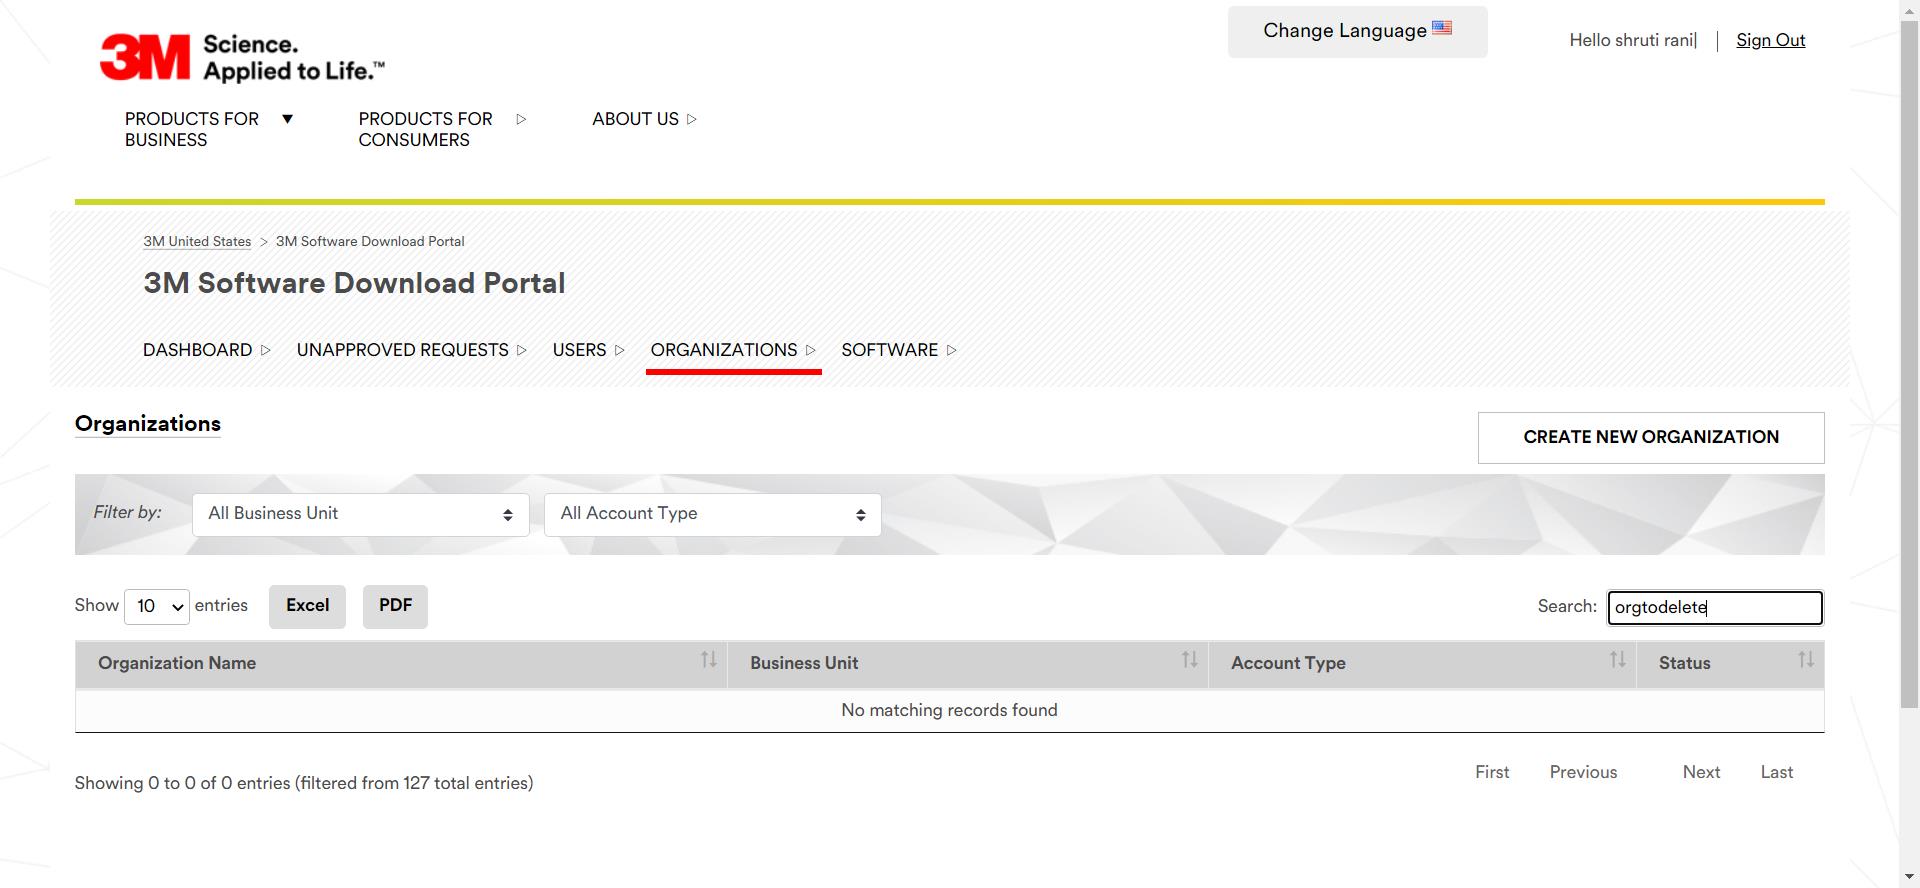 3M Science.
Applied to Life.™
Change Language
Hello shruti rani|
Sign Out
PRODUCTS FOR
BUSINESS
PRODUCTS FOR
CONSUMERS
ABOUT US
3M United States > 3M Software Download Portal
3M Software Download Portal
DASHBOARD
UNAPPROVED REQUESTS
USERS
ORGANIZATIONS
SOFTWARE
Organizations
CREATE NEW ORGANIZATION
Filter by:
All Business Unit
All Account Type
Show 10 entries
Excel
PDF
Search: orgtodelete
Organization Name
Business Unit
Account Type
Status
No matching records found
Showing 0 to 0 of 0 entries (filtered from 127 total entries)
First
Previous
Next
Last